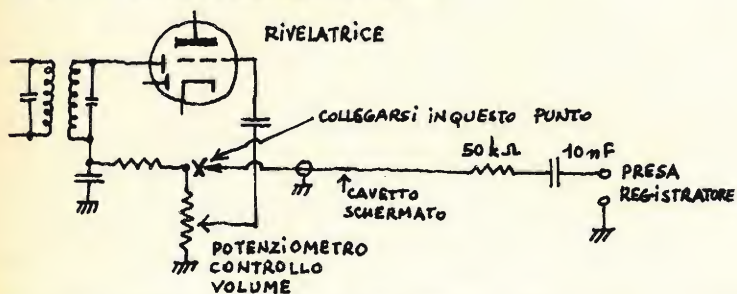 RIVELATRICE
COLLEGARSI IN QUESTO PUNTO
50 kΩ
10 nF
PRESA
REGISTRATORE
CAVETTO
SCHERMATO
POTENZIOMETRO
CONTROLLO
VOLUME